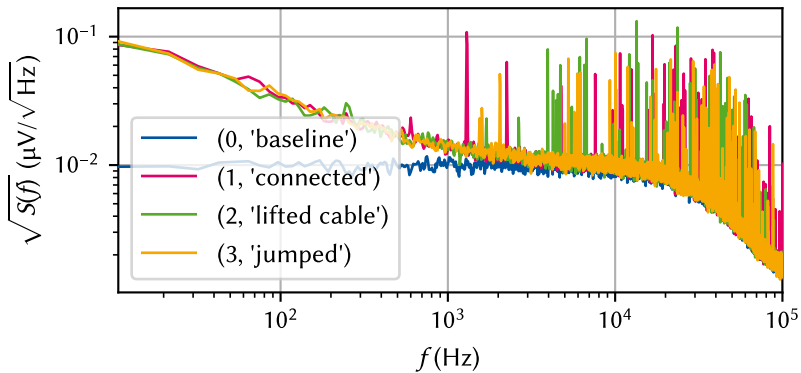 10⁻¹
10⁻²
√S(f) (µV/√Hz)
(0, 'baseline')
(1, 'connected')
(2, 'lifted cable')
(3, 'jumped')
10² 10³ 10⁴ 10⁵
f (Hz)